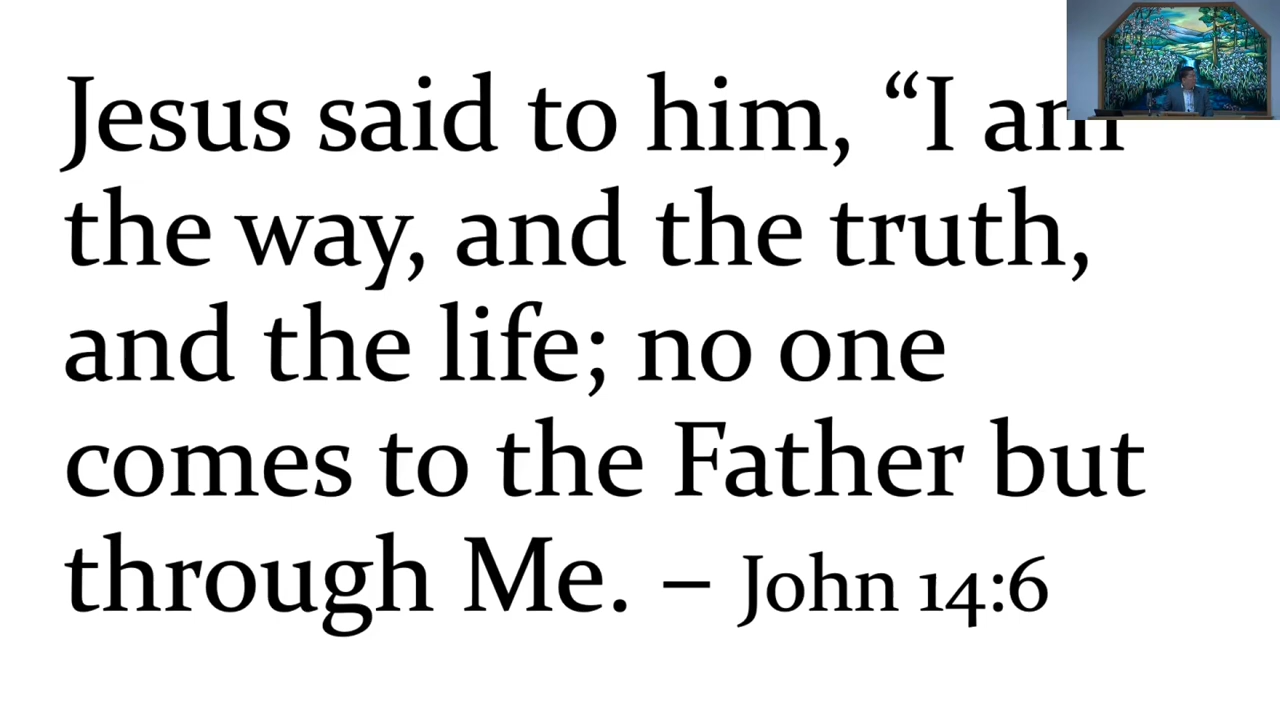 Jesus said to him, “I am
the way, and the truth,
and the life; no one
comes to the Father but
through Me. – John 14:6